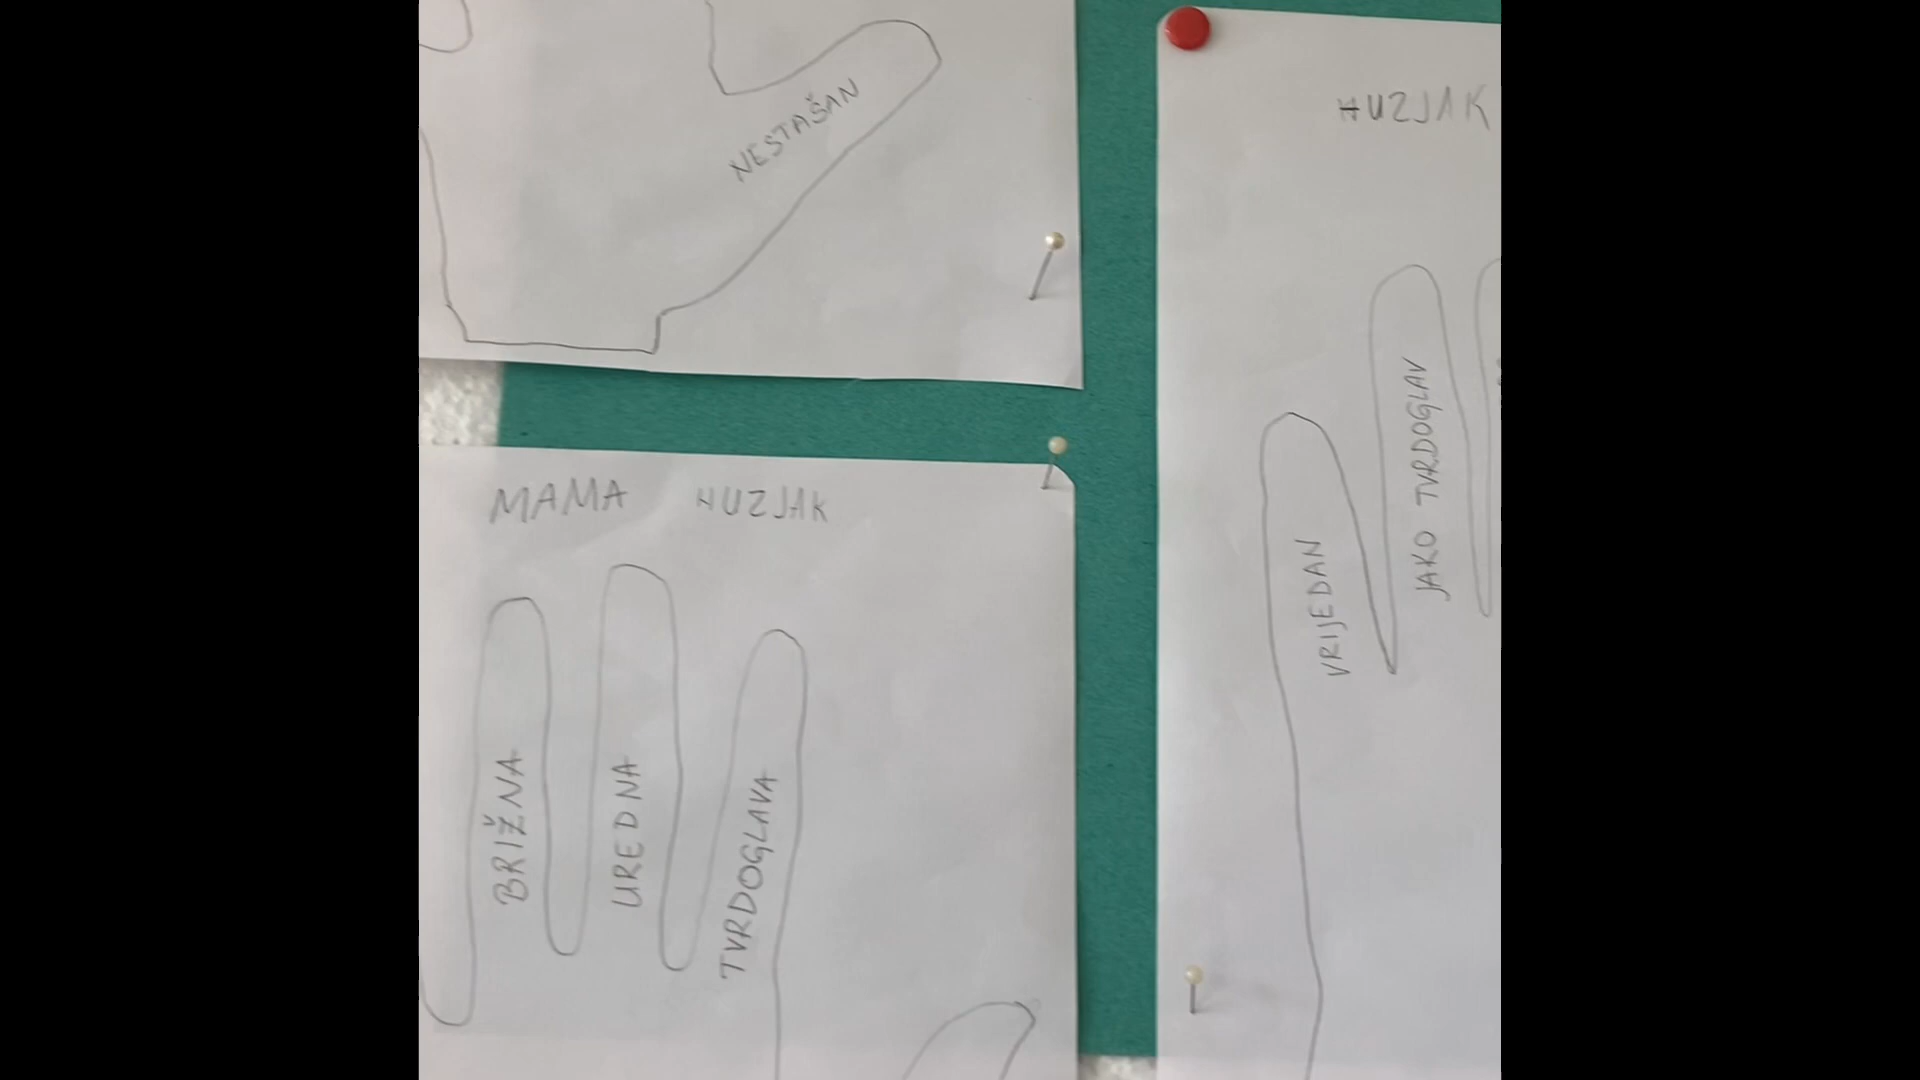 NESTAŠAN
MAMA HUZJAK
BRIŽNA
UREDNA
TVRDOGLAVA
HUZJAK
VRIJEDAN
JAKO TVRDOGLAV